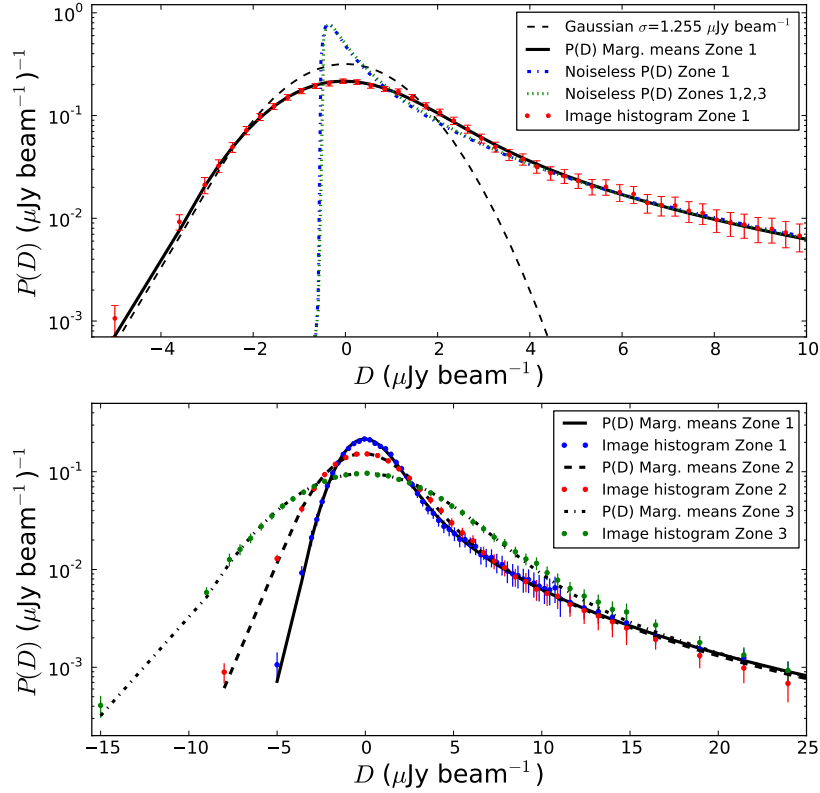 10⁰
10⁻¹
10⁻²
10⁻³
P(D) (μJy beam⁻¹)⁻¹
Gaussian σ=1.255 μJy beam⁻¹
P(D) Marg. means Zone 1
Noiseless P(D) Zone 1
Noiseless P(D) Zones 1,2,3
Image histogram Zone 1
−4 −2 0 2 4 6 8 10
D (μJy beam⁻¹)
10⁰
10⁻¹
10⁻²
10⁻³
P(D) (μJy beam⁻¹)⁻¹
P(D) Marg. means Zone 1
Image histogram Zone 1
P(D) Marg. means Zone 2
Image histogram Zone 2
P(D) Marg. means Zone 3
Image histogram Zone 3
−15 −10 −5 0 5 10 15 20 25
D (μJy beam⁻¹)